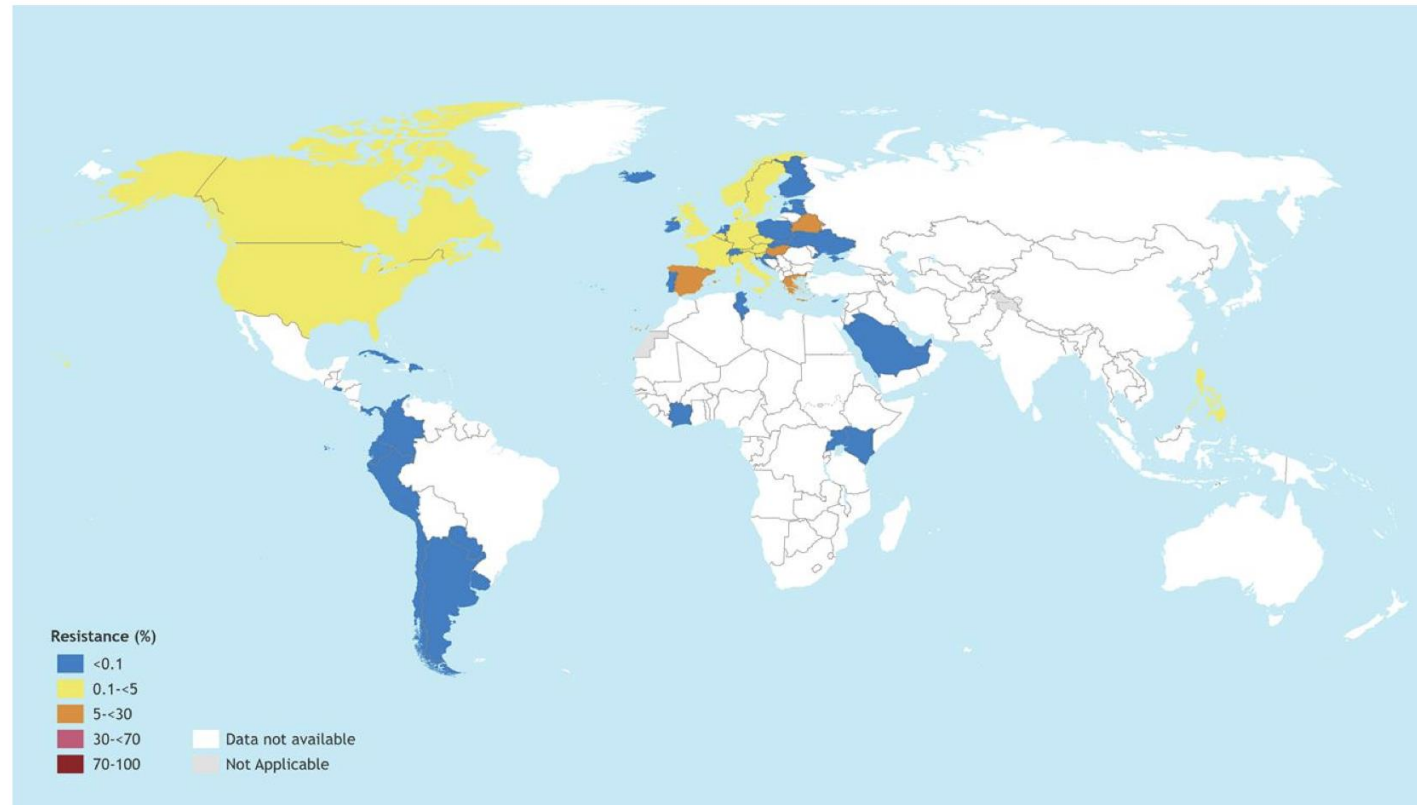 Resistance (%)
<0.1
0.1-<5
5-<30
30-<70
70-100
Data not available
Not Applicable